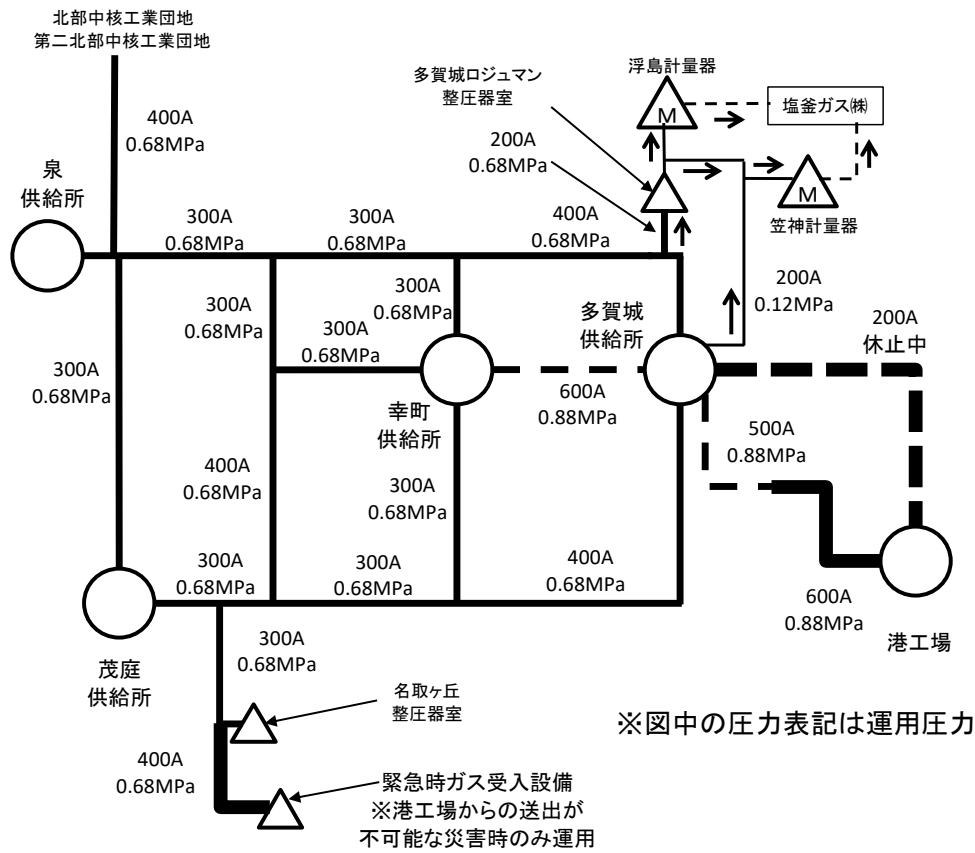 北部中核工業団地
第二北部中核工業団地
400A
0.68MPa
泉
供給所
300A
0.68MPa
300A
0.68MPa
400A
0.68MPa
多賀城ロジュマン
整圧器室
200A
0.68MPa
浮島計量器
M
塩釜ガス㈱
M
笠神計量器
200A
0.12MPa
300A
0.68MPa
300A
0.68MPa
300A
0.68MPa
300A
0.68MPa
多賀城
供給所
200A
休止中
幸町
供給所
600A
0.88MPa
500A
0.88MPa
400A
0.68MPa
300A
0.68MPa
300A
0.68MPa
300A
0.68MPa
400A
0.68MPa
600A
0.88MPa
港工場
茂庭
供給所
300A
0.68MPa
名取ヶ丘
整圧器室
※図中の圧力表記は運用圧力
400A
0.68MPa
緊急時ガス受入設備
※港工場からの送出が
不可能な災害時のみ運用